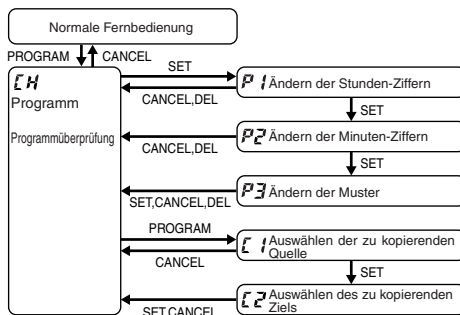 Normale Fernbedienung
PROGRAM
CANCEL
SET
CH
Programm
Programmüberprüfung
P1 Ändern der Stunden-Ziffern
CANCEL,DEL
SET
P2 Ändern der Minuten-Ziffern
CANCEL,DEL
SET
P3 Ändern der Muster
SET,CANCEL,DEL
PROGRAM
C1 Auswählen der zu kopierenden
Quelle
CANCEL
SET
C2 Auswählen des zu kopierenden
Ziels
SET,CANCEL